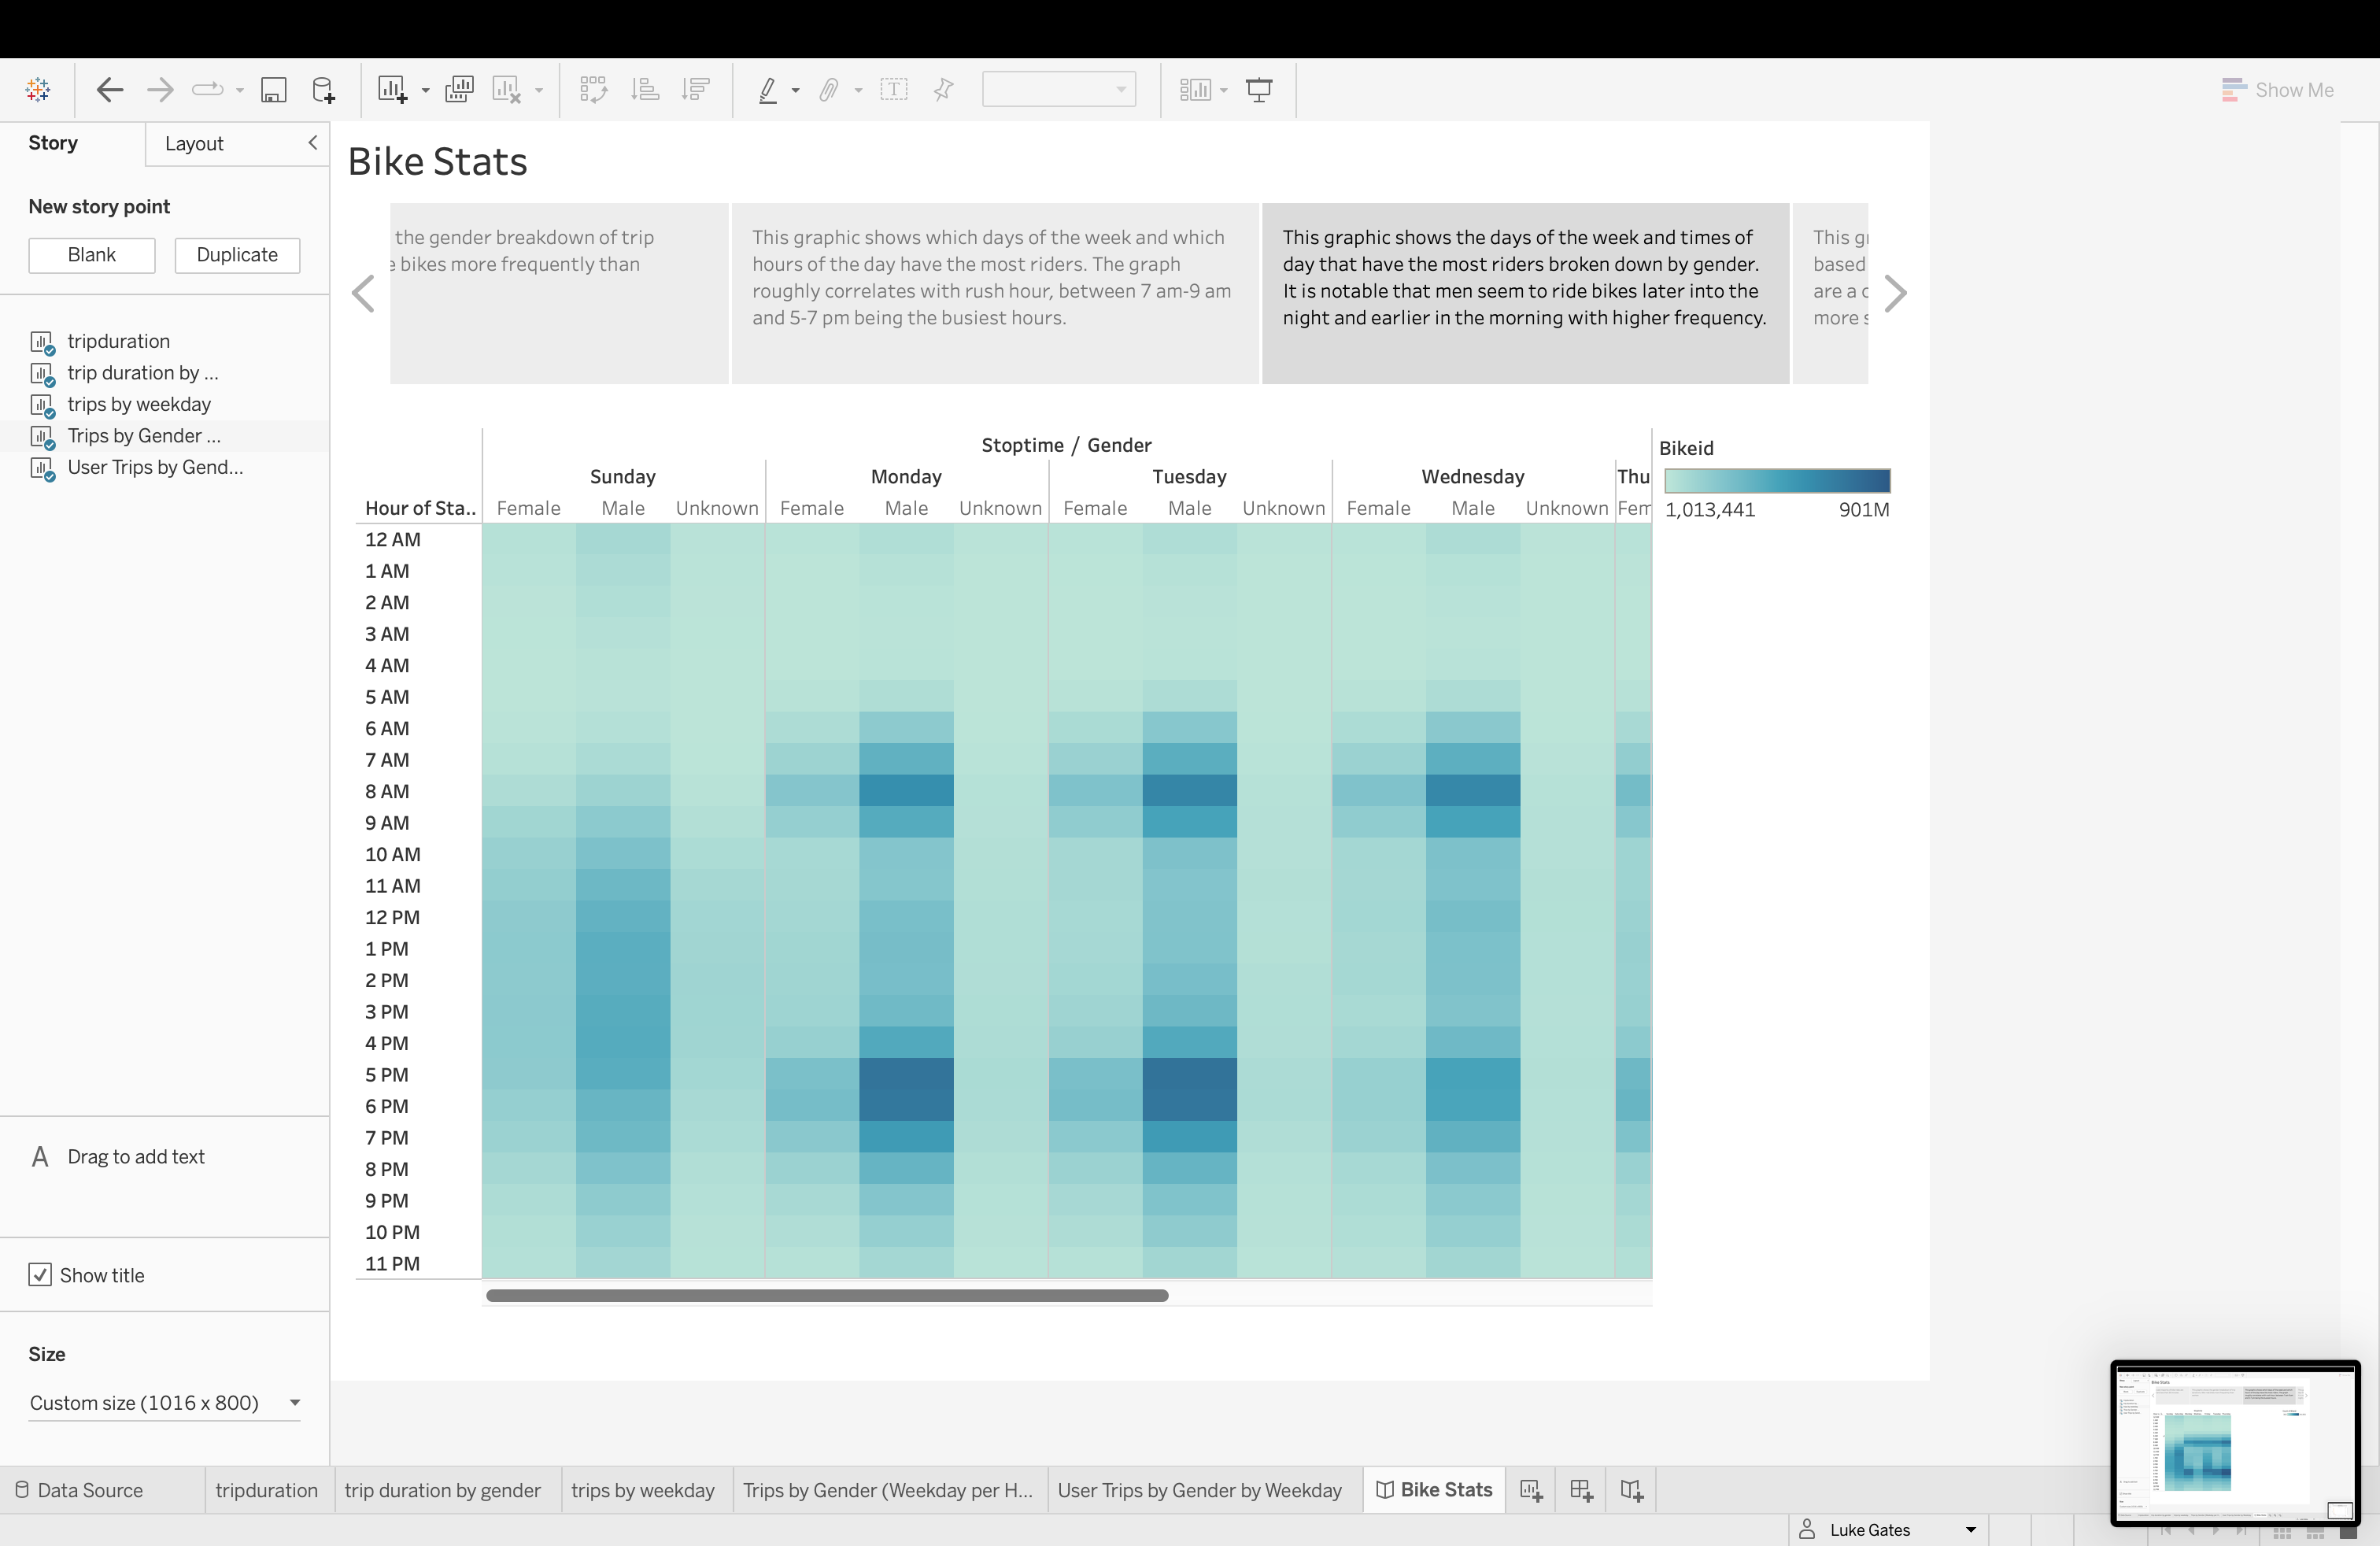 Show Me
Story
Layout
New story point
Blank
Duplicate
tripduration
trip duration by ...
trips by weekday
Trips by Gender ...
User Trips by Gend...
A Drag to add text
Show title
Size
Custom size (1016 x 800)
Bike Stats
the gender breakdown of trip
bikes more frequently than
This graphic shows which days of the week and which
hours of the day have the most riders. The graph
roughly correlates with rush hour, between 7 am-9 am
and 5-7 pm being the busiest hours.
This graphic shows the days of the week and times of
day that have the most riders broken down by gender.
It is notable that men seem to ride bikes later into the
night and earlier in the morning with higher frequency.
This
based
are a
more
Stoptime / Gender
Sunday Monday Tuesday Wednesday Thu
Hour of Sta.. Female Male Unknown Female Male Unknown Female Male Unknown Female Male Unknown Fem
12 AM
1 AM
2 AM
3 AM
4 AM
5 AM
6 AM
7 AM
8 AM
9 AM
10 AM
11 AM
12 PM
1 PM
2 PM
3 PM
4 PM
5 PM
6 PM
7 PM
8 PM
9 PM
10 PM
11 PM
Bikeid
1,013,441 901M
Data Source tripduration trip duration by gender trips by weekday Trips by Gender (Weekday per H... User Trips by Gender by Weekday Bike Stats
Luke Gates